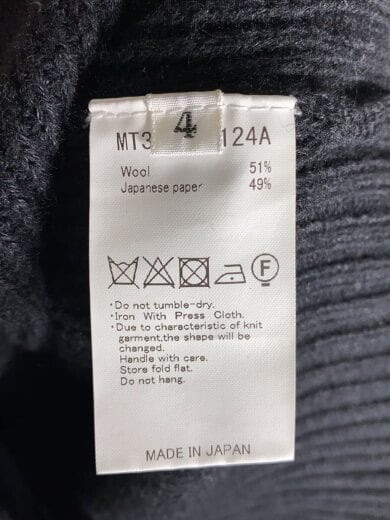 4
MT3 124A
Wool 51%
Japanese paper 49%
F
·Do not tumble-dry.
·Iron With Press Cloth.
·Due to characteristic of knit
garment,the shape will be
changed.
Handle with care.
Store fold flat.
Do not hang.
MADE IN JAPAN